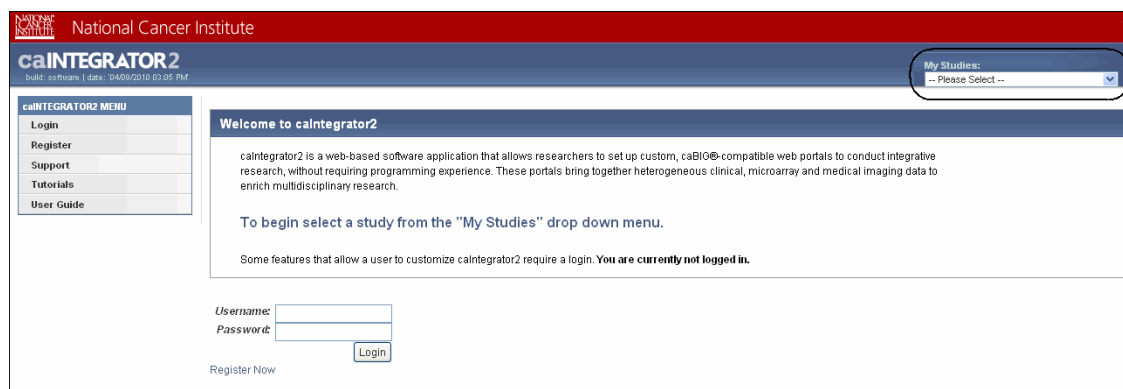 NATIONAL CANCER INSTITUTE
National Cancer Institute
caINTEGRATOR2
build: software | date: '04/09/2010 03:05 PM'
My Studies:
-- Please Select --
caINTEGRATOR2 MENU
Login
Register
Support
Tutorials
User Guide
Welcome to caIntegrator2
caIntegrator2 is a web-based software application that allows researchers to set up custom, caBIG®-compatible web portals to conduct integrative
research, without requiring programming experience. These portals bring together heterogeneous clinical, microarray and medical imaging data to
enrich multidisciplinary research.
To begin select a study from the "My Studies" drop down menu.
Some features that allow a user to customize caIntegrator2 require a login. You are currently not logged in.
Username:
Password:
Login
Register Now